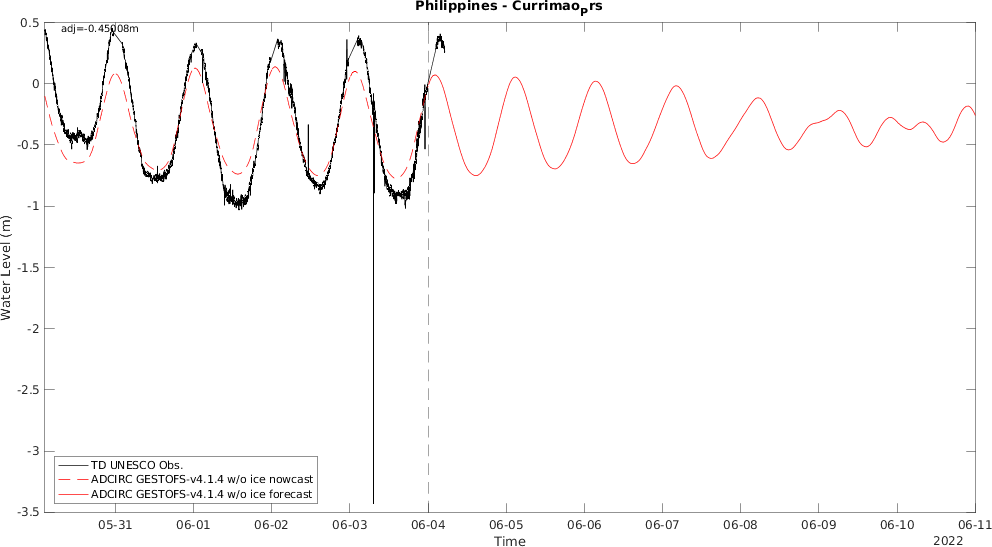 Philippines - Currimao_prs
adj=-0.45008m
0.5
0
-0.5
-1
-1.5
-2
-2.5
-3
-3.5
Water Level (m)
TD UNESCO Obs.
ADCIRC GESTOFS-v4.1.4 w/o ice nowcast
ADCIRC GESTOFS-v4.1.4 w/o ice forecast
05-31 06-01 06-02 06-03 06-04 06-05 06-06 06-07 06-08 06-09 06-10 06-11
Time
2022